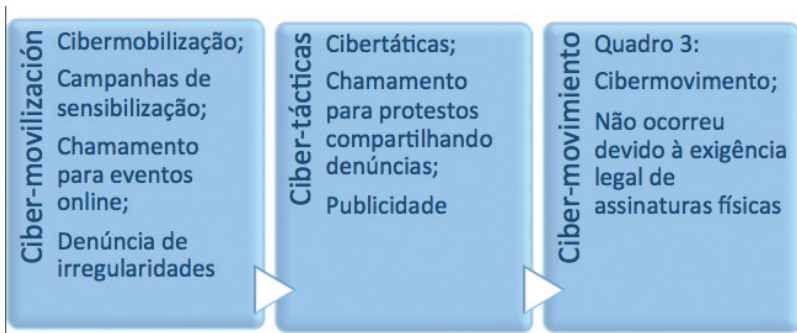 Ciber-movilización
Cibermobilização;
Campanhas de
sensibilização;
Chamamento
para eventos
online;
Denúncia de
irregularidades
Ciber-tácticas
Cibertáticas;
Chamamento
para protestos
compartilhando
denúncias;
Publicidade
Ciber-movimiento
Quadro 3:
Cibermovimento;
Não ocorreu
devido à exigência
legal de
assinaturas físicas